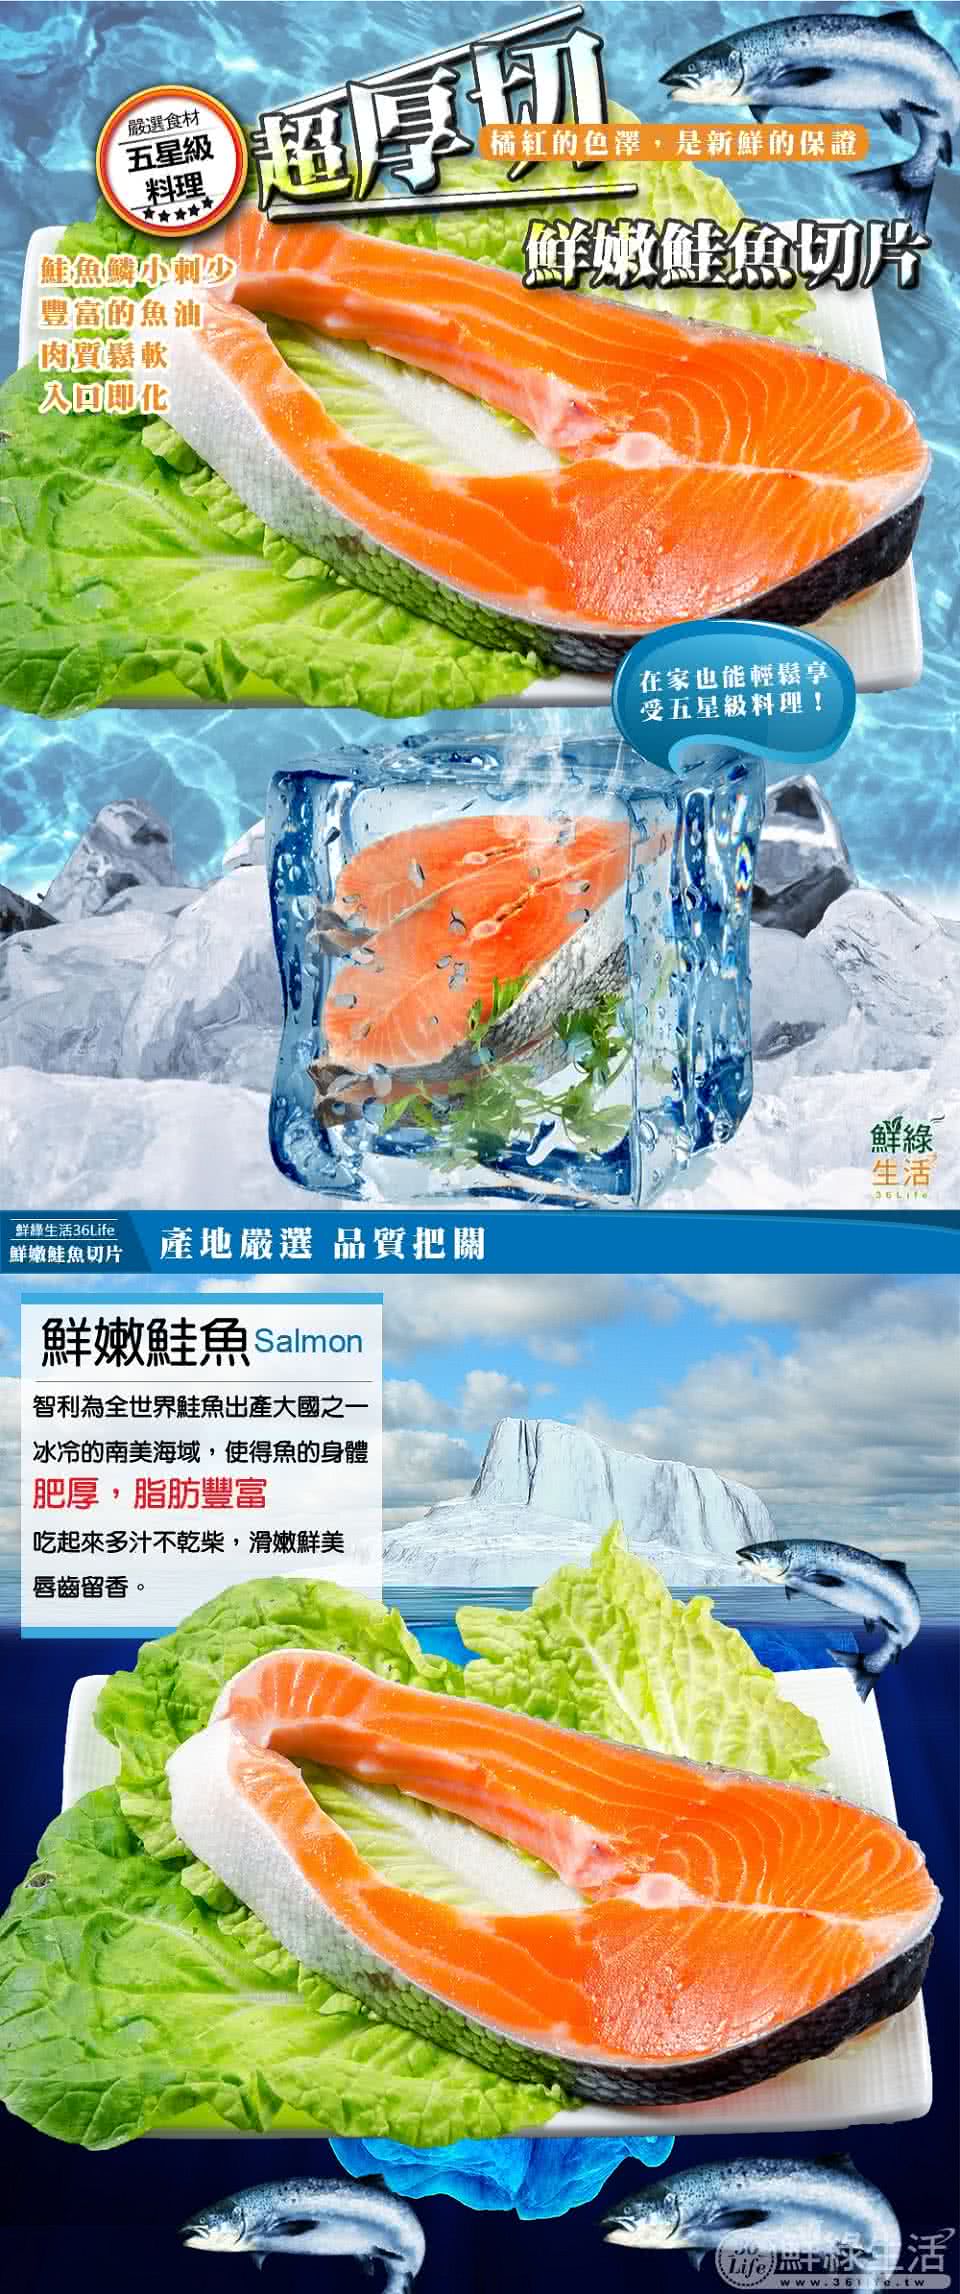 嚴選食材
五星級
料理
超厚切
橘紅的色澤，是新鮮的保證
鮮嫩鮭魚切片
鮭魚鱗小刺少
豐富的魚油
肉質鬆軟
入口即化
在家也能輕鬆享
受五星級料理！
鮮綠
生活
36Life
鮮綠生活36Life
鮮嫩鮭魚切片
產地嚴選 品質把關
鮮嫩鮭魚Salmon
智利為全世界鮭魚出產大國之一
冰冷的南美海域，使得魚的身體
肥厚，脂肪豐富
吃起來多汁不乾柴，滑嫩鮮美
唇齒留香。
36
Life
鮮綠生活
www.36life.tw